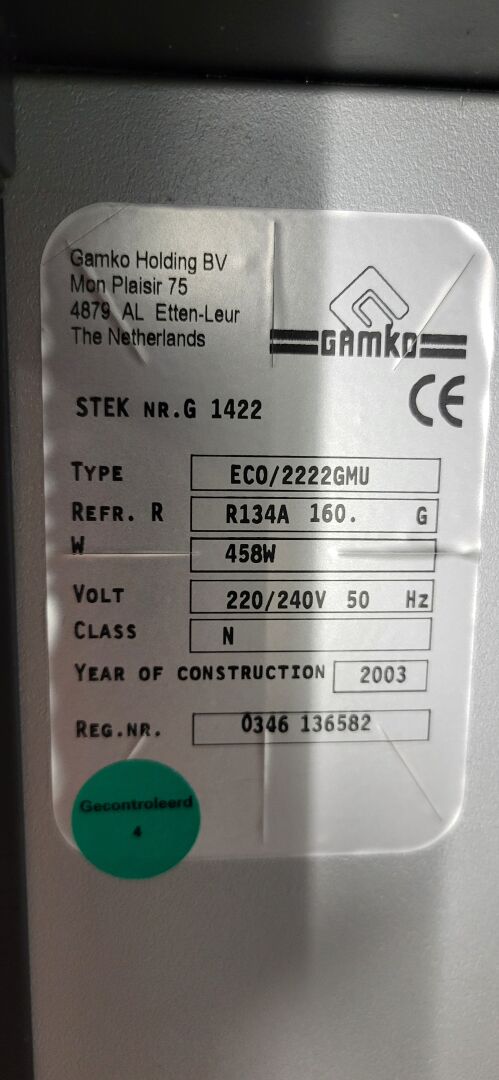 Gamko Holding BV
Mon Plaisir 75
4879 AL Etten-Leur
The Netherlands
GAMKO
STEK NR.G 1422
CE
TYPE ECO/2222GMU
REFR. R R134A 160. G
W 458W
VOLT 220/240V 50 Hz
CLASS N
YEAR OF CONSTRUCTION 2003
REG.NR. 0346 136582
Gecontroleerd
4